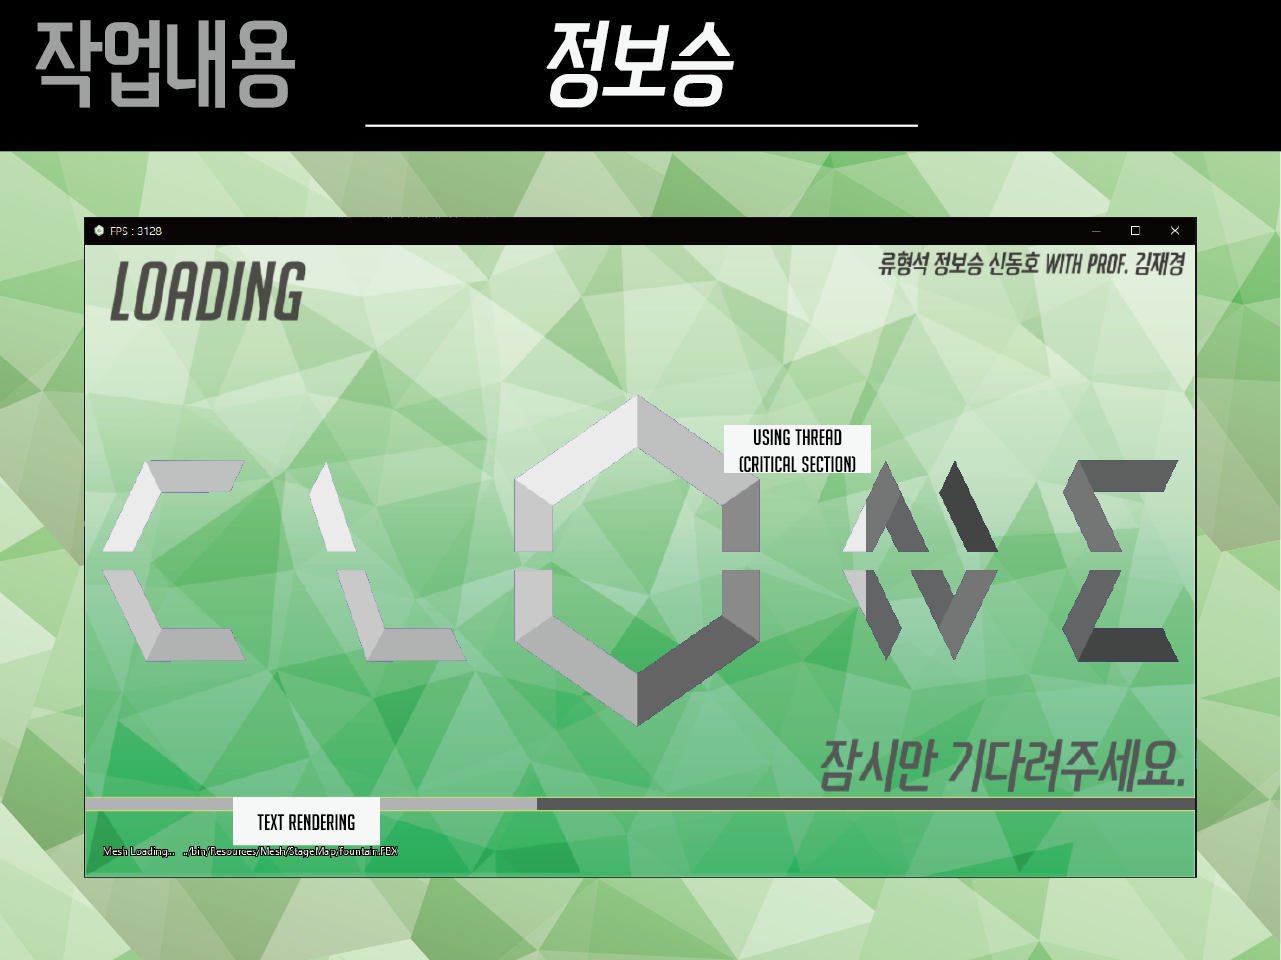 작업내용
정보승
FPS : 3128
LOADING
류형석 정보승 신동호 WITH PROF. 김재경
USING THREAD
(CRITICAL SECTION)
CLOME
잠시만 기다려주세요.
TEXT RENDERING
Mesh Loading... ../bin/Resources/Mesh/StageMap/fountain.FBX